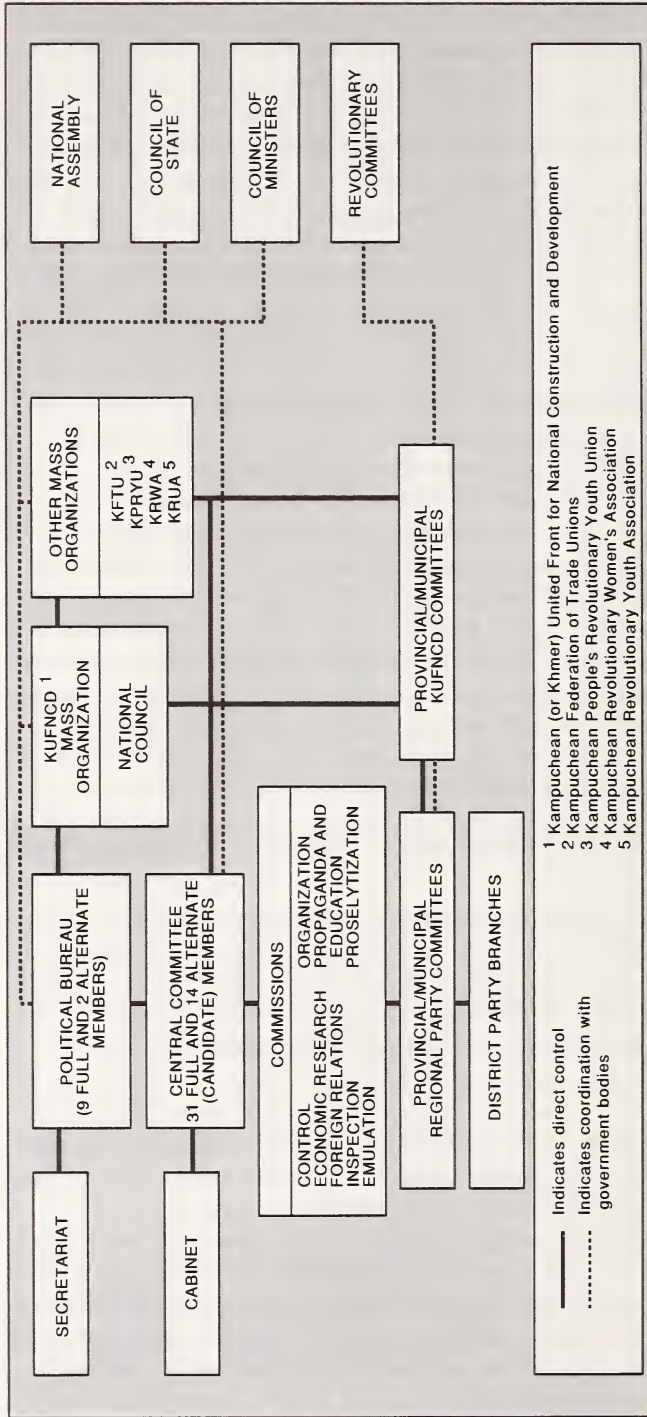 SECRETARIAT
POLITICAL BUREAU
(9 FULL AND 2 ALTERNATE
MEMBERS)
KUFNCD 1
MASS
ORGANIZATION
NATIONAL
COUNCIL
OTHER MASS
ORGANIZATIONS
KFTU 2
KPRYU 3
KRWA 4
KRUA 5
NATIONAL
ASSEMBLY
COUNCIL OF
STATE
COUNCIL OF
MINISTERS
REVOLUTIONARY
COMMITTEES
CABINET
CENTRAL COMMITTEE
31 FULL AND 14 ALTERNATE
(CANDIDATE) MEMBERS
COMMISSIONS
CONTROL
ECONOMIC RESEARCH
FOREIGN RELATIONS
INSPECTION
EMULATION
ORGANIZATION
PROPAGANDA AND
EDUCATION
PROSELYTIZATION
PROVINCIAL/MUNICIPAL
REGIONAL PARTY COMMITTEES
PROVINCIAL/MUNICIPAL
KUFNCD COMMITTEES
DISTRICT PARTY BRANCHES
Indicates direct control
Indicates coordination with
government bodies
1 Kampuchean (or Khmer) United Front for National Construction and Development
2 Kampuchean Federation of Trade Unions
3 Kampuchean People's Revolutionary Youth Union
4 Kampuchean Revolutionary Women's Association
5 Kampuchean Revolutionary Youth Association